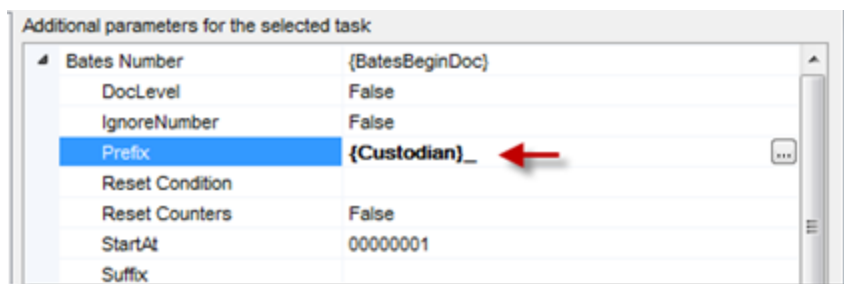 Additional parameters for the selected task
Bates Number {BatesBeginDoc}
DocLevel False
IgnoreNumber False
Prefix {Custodian}_ ...
Reset Condition
Reset Counters False
StartAt 00000001
Suffix